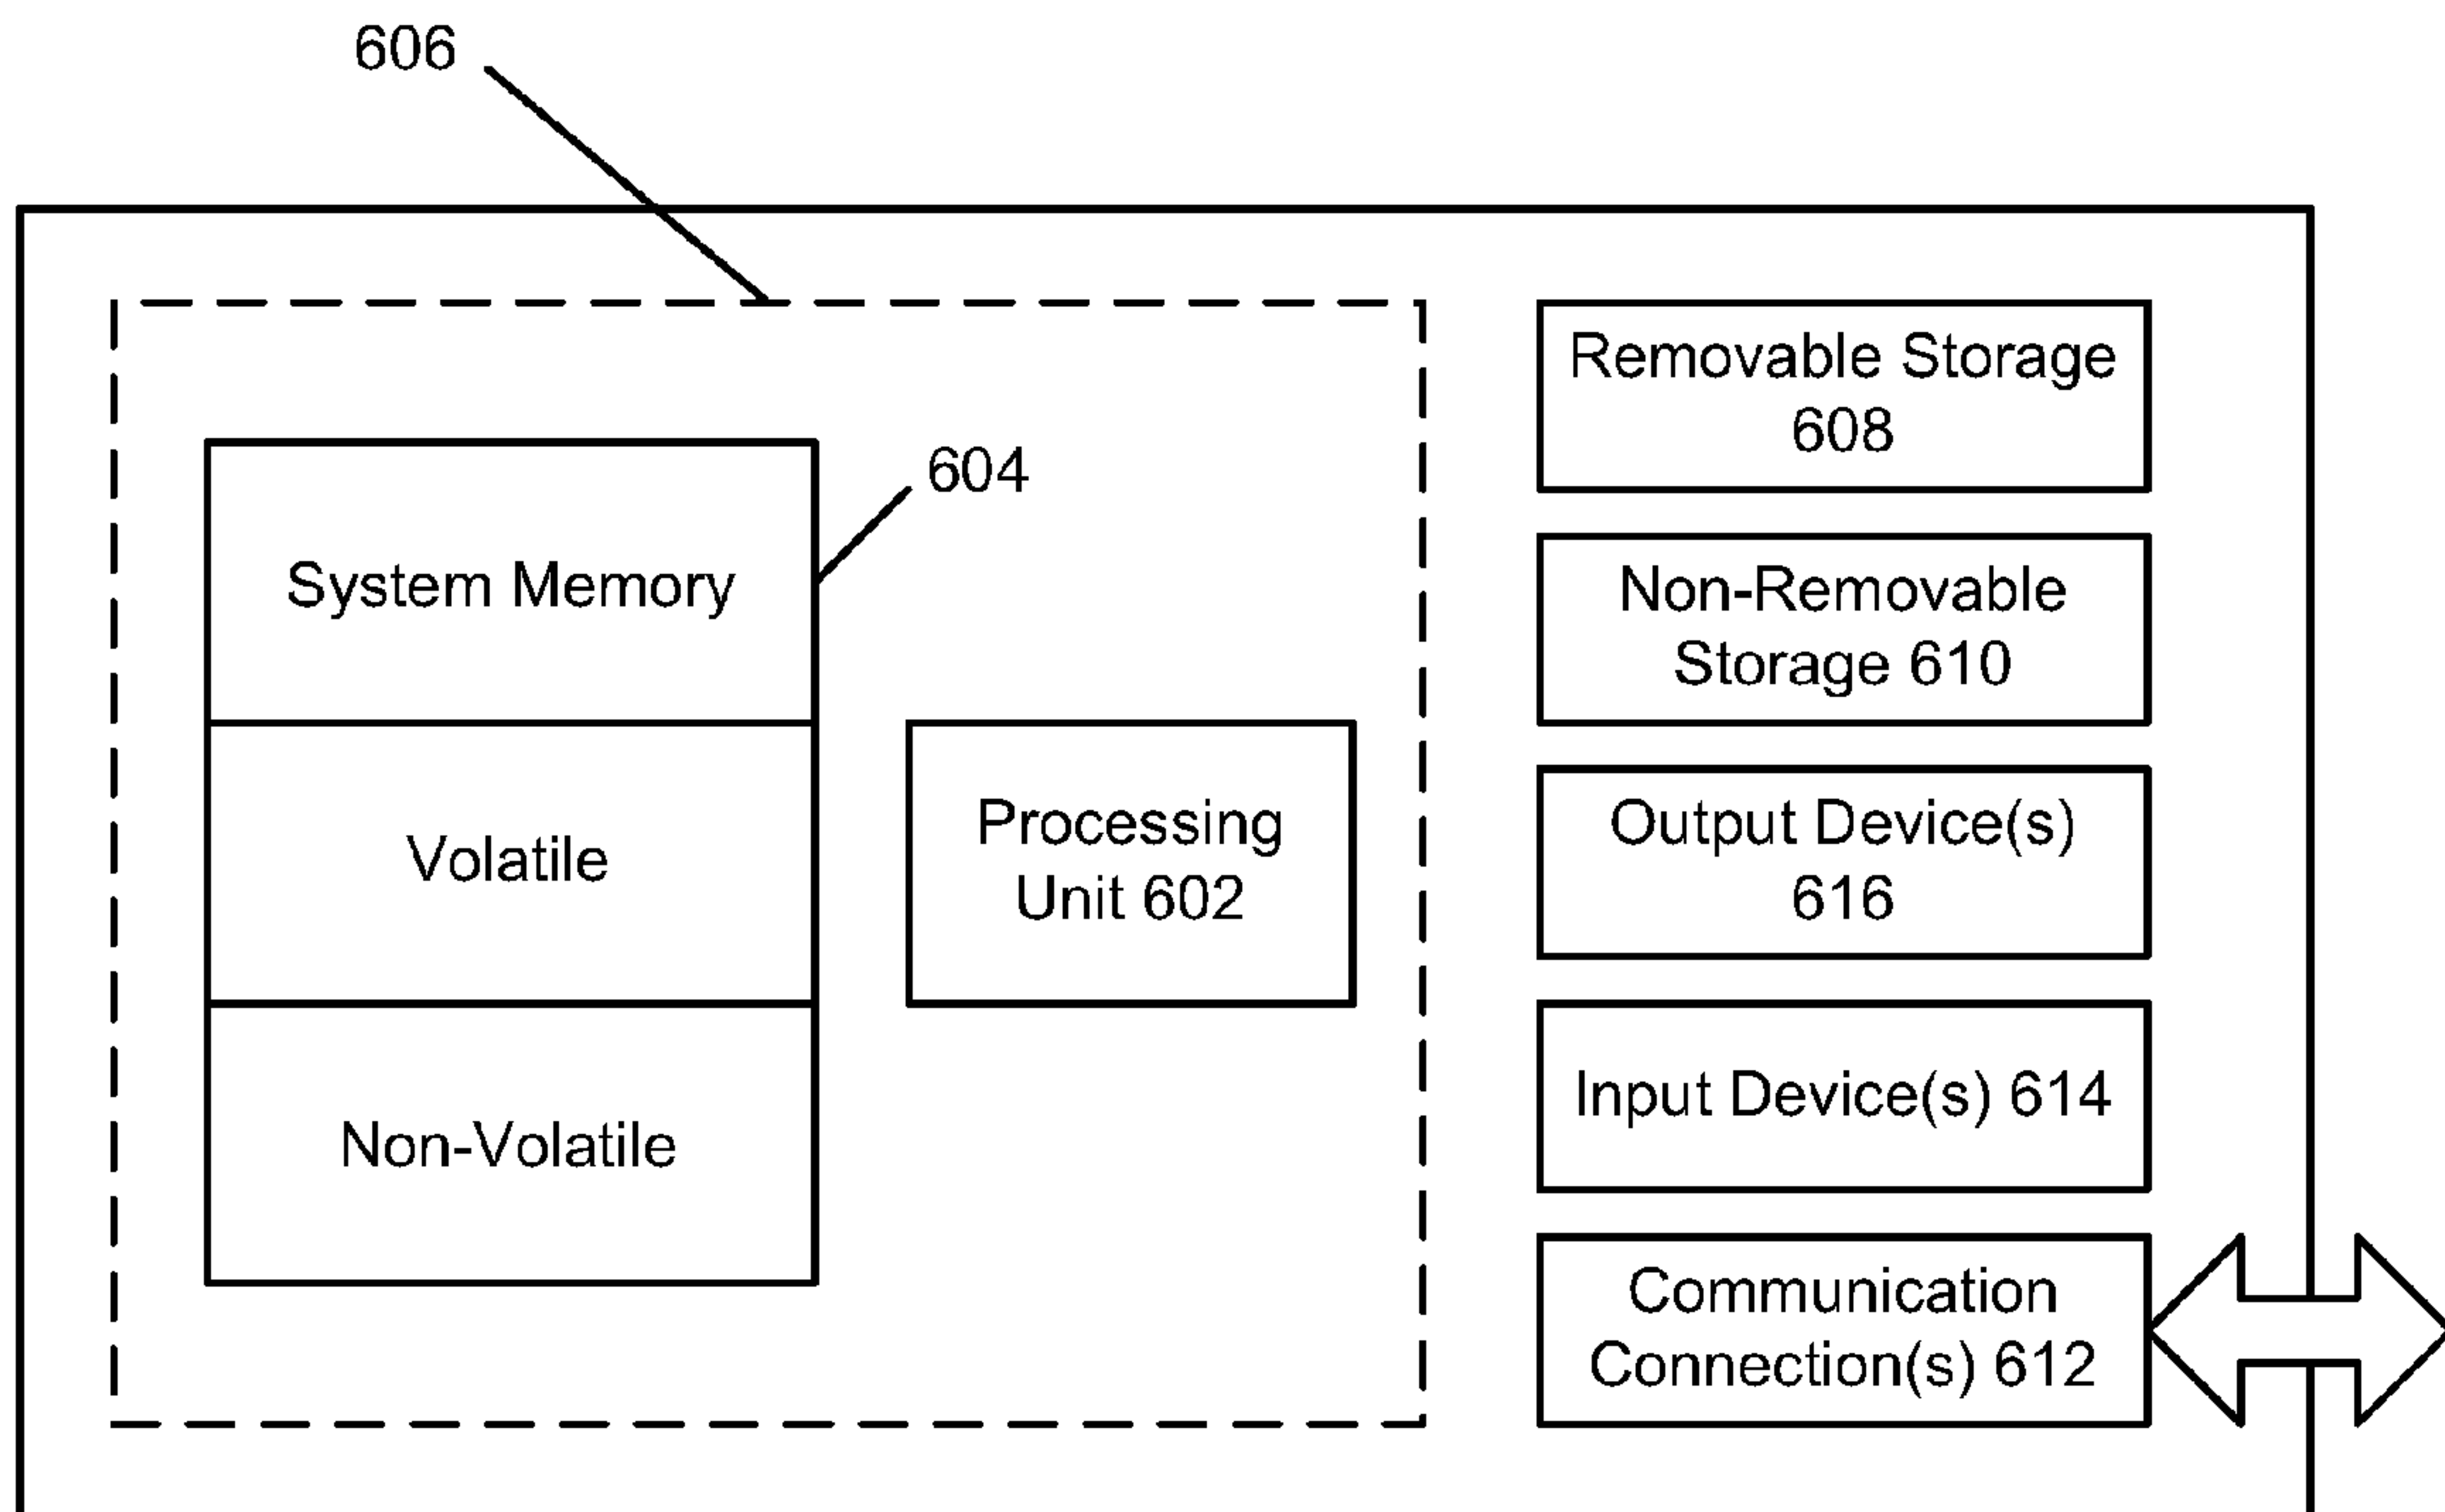 606
604
System Memory
Volatile
Non-Volatile
Processing
Unit 602
Removable Storage
608
Non-Removable
Storage 610
Output Device(s)
616
Input Device(s) 614
Communication
Connection(s) 612